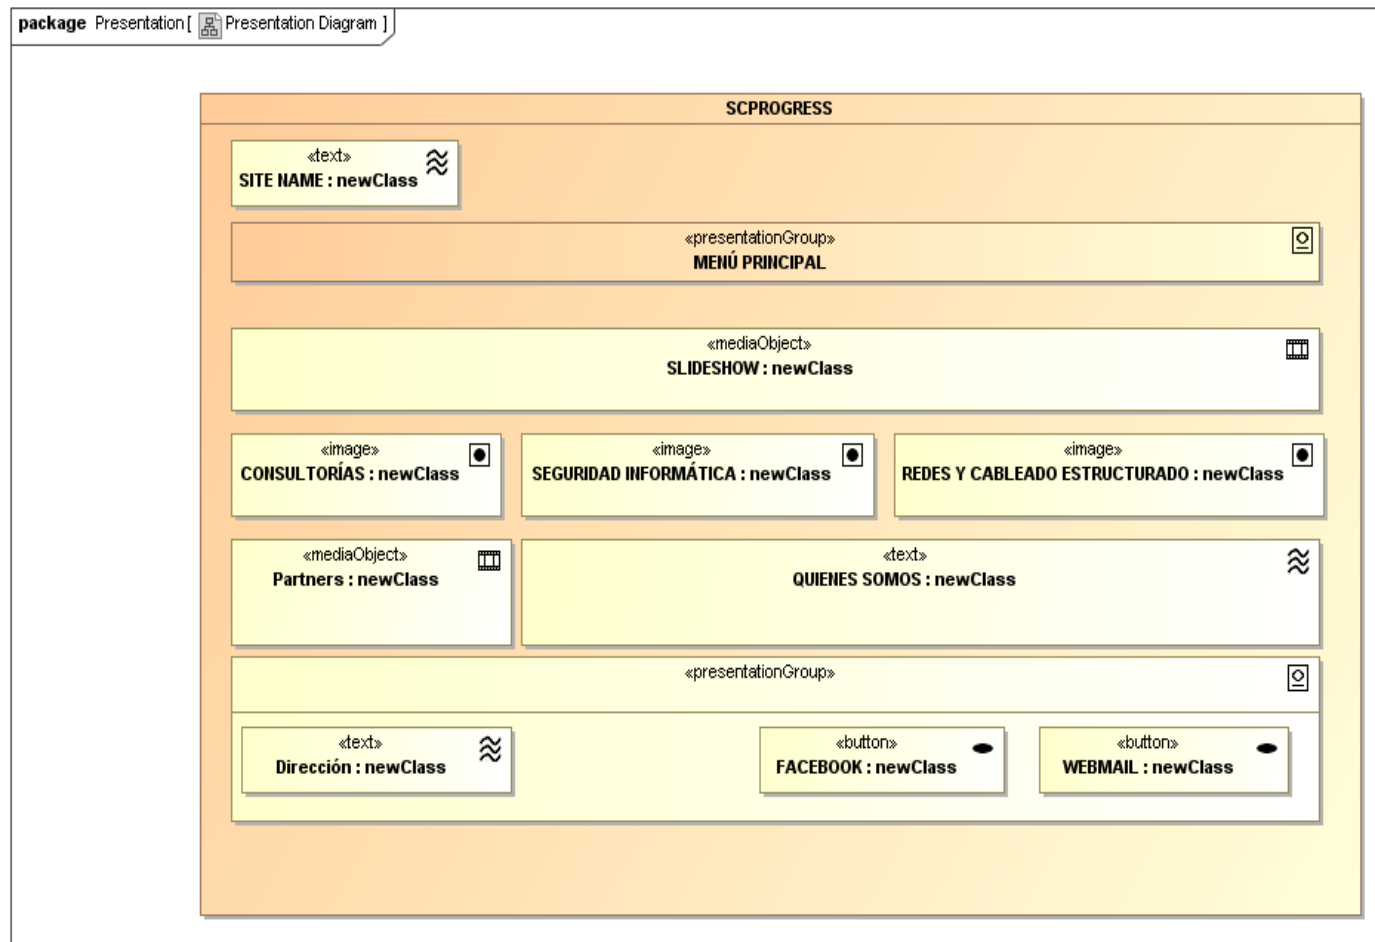 package Presentation [ Presentation Diagram ]
SCPROGRESS
«text»
SITE NAME : newClass
«presentationGroup»
MENÚ PRINCIPAL
«mediaObject»
SLIDESHOW : newClass
«image»
CONSULTORÍAS : newClass
«image»
SEGURIDAD INFORMÁTICA : newClass
«image»
REDES Y CABLEADO ESTRUCTURADO : newClass
«mediaObject»
Partners : newClass
«text»
QUIENES SOMOS : newClass
«presentationGroup»
«text»
Dirección : newClass
«button»
FACEBOOK : newClass
«button»
WEBMAIL : newClass